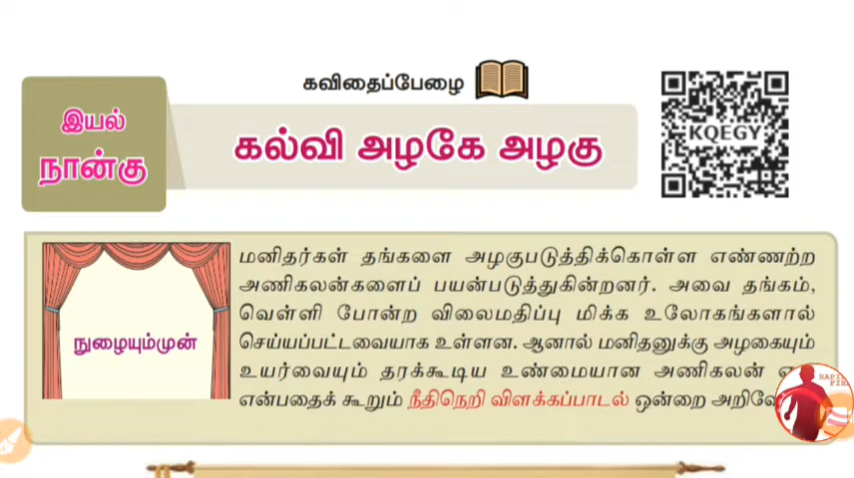 கவிதைப்பேழை
இயல்
நான்கு
கல்வி அழகே அழகு
KQEGY
நுழையும்முன்
மனிதர்கள் தங்களை அழகுபடுத்திக்கொள்ள எண்ணற்ற
அணிகலன்களைப் பயன்படுத்துகின்றனர். அவை தங்கம்,
வெள்ளி போன்ற விலைமதிப்பு மிக்க உலோகங்களால்
செய்யப்பட்டவையாக உள்ளன. ஆனால் மனிதனுக்கு அழகையும்
உயர்வையும் தரக்கூடிய உண்மையான அணிகலன்
என்பதைக் கூறும் நீதிநெறி விளக்கப்பாடல் ஒன்றை